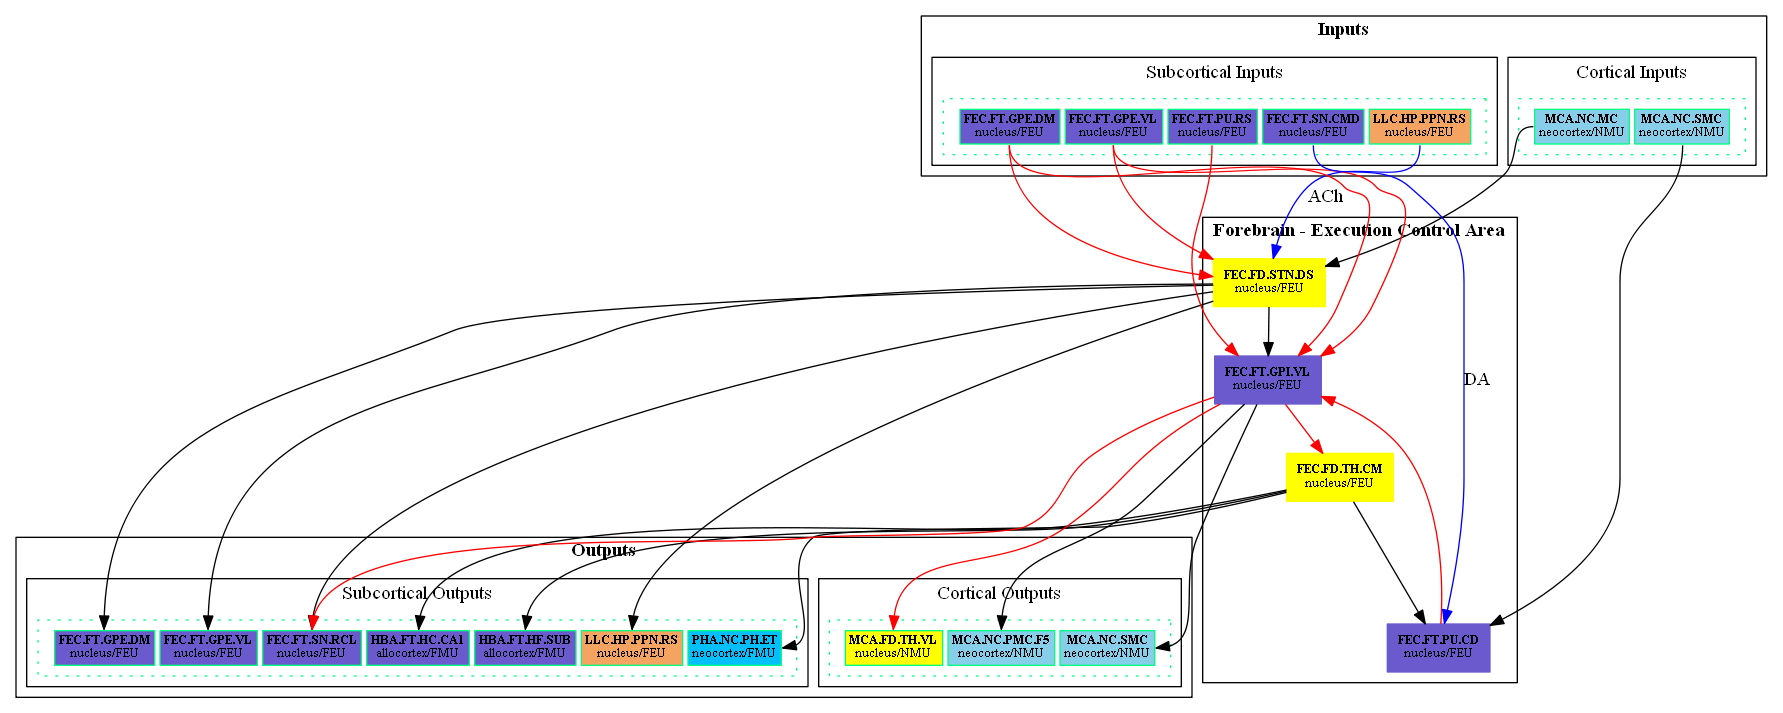 Inputs
Subcortical Inputs
Cortical Inputs
FEC.FT.GPE.DM
nucleus/FEU
FEC.FT.GPE.VL
nucleus/FEU
FEC.FT.PU.RS
nucleus/FEU
FEC.FT.SN.CMD
nucleus/FEU
LLC.HP.PPN.RS
nucleus/FEU
MCA.NC.MC
neocortex/NMU
MCA.NC.SMC
neocortex/NMU
ACh
Forebrain - Execution Control Area
FEC.FD.STN.DS
nucleus/FEU
FEC.FT.GPI.VL
nucleus/FEU
DA
FEC.FD.TH.CM
nucleus/FEU
FEC.FT.PU.CD
nucleus/FEU
Outputs
Subcortical Outputs
Cortical Outputs
FEC.FT.GPE.DM
nucleus/FEU
FEC.FT.GPE.VL
nucleus/FEU
FEC.FT.SN.RCL
nucleus/FEU
HBA.FT.HC.CA1
allocortex/FMU
HBA.FT.HF.SUB
allocortex/FMU
LLC.HP.PPN.RS
nucleus/FEU
PHA.NC.PH.ET
neocortex/FMU
MCA.FD.TH.VL
nucleus/NMU
MCA.NC.PMC.F5
neocortex/NMU
MCA.NC.SMC
neocortex/NMU